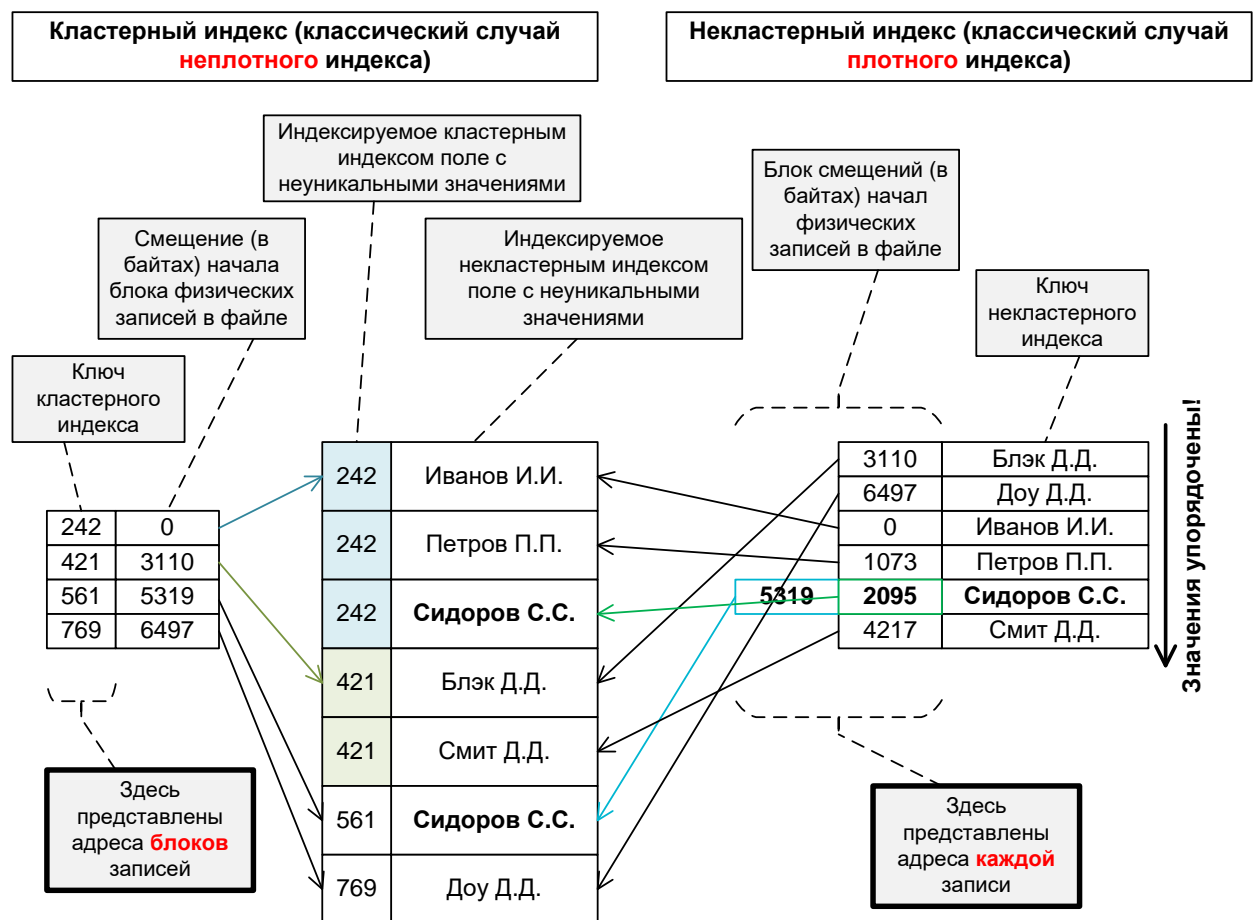 Кластерный индекс (классический случай
неплотного индекса)
Некластерный индекс (классический случай
плотного индекса)
Индексируемое кластерным
индексом поле с
неуникальными значениями
Блок смещений (в
байтах) начал
физических
записей в файле
Смещение (в
байтах) начала
блока физических
записей в файле
Индексируемое
некластерным индексом
поле с неуникальными
значениями
Ключ
некластерного
индекса
Ключ
кластерного
индекса
242 0
421 3110
561 5319
769 6497
242 Иванов И.И.
242 Петров П.П.
242 Сидоров С.С.
421 Блэк Д.Д.
421 Смит Д.Д.
561 Сидоров С.С.
769 Доу Д.Д.
3110 Блэк Д.Д.
6497 Доу Д.Д.
0 Иванов И.И.
1073 Петров П.П.
5319 2095 Сидоров С.С.
4217 Смит Д.Д.
Значения упорядочены!
Здесь
представлены
адреса блоков
записей
Здесь
представлены
адреса каждой
записи